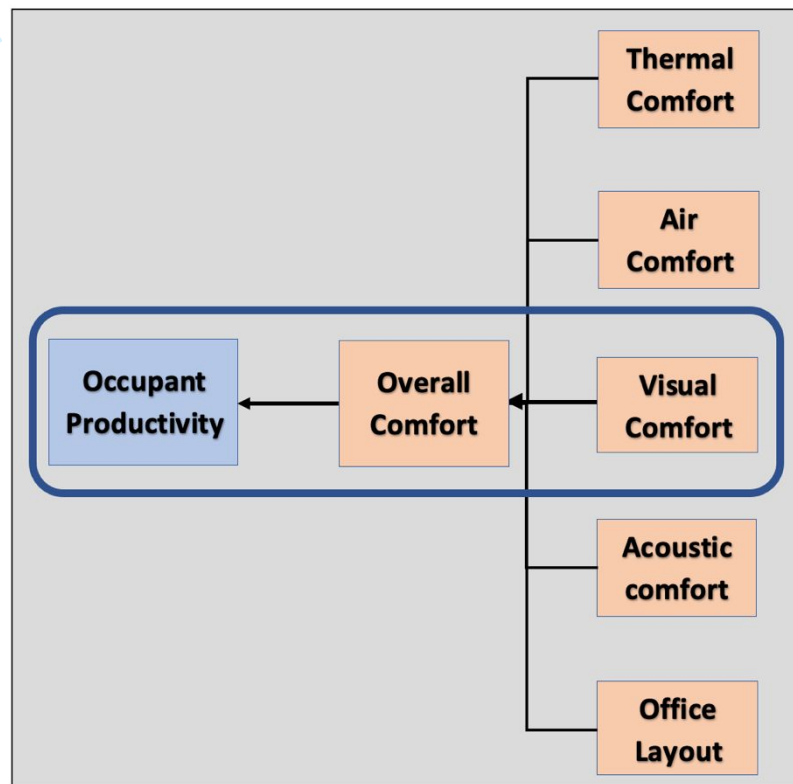 Thermal
Comfort
Air
Comfort
Occupant
Productivity
Overall
Comfort
Visual
Comfort
Acoustic
comfort
Office
Layout